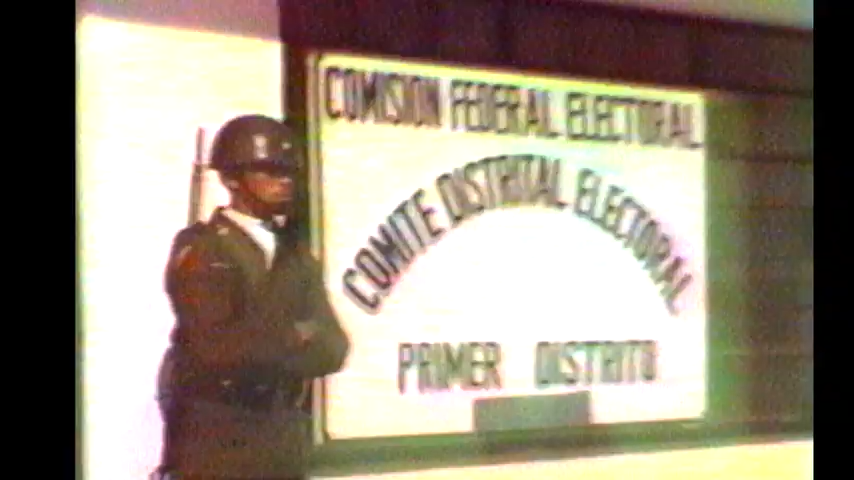 COMISION FEDERAL ELECTORAL
COMITE DISTRITAL ELECTORAL
PRIMER DISTRITO